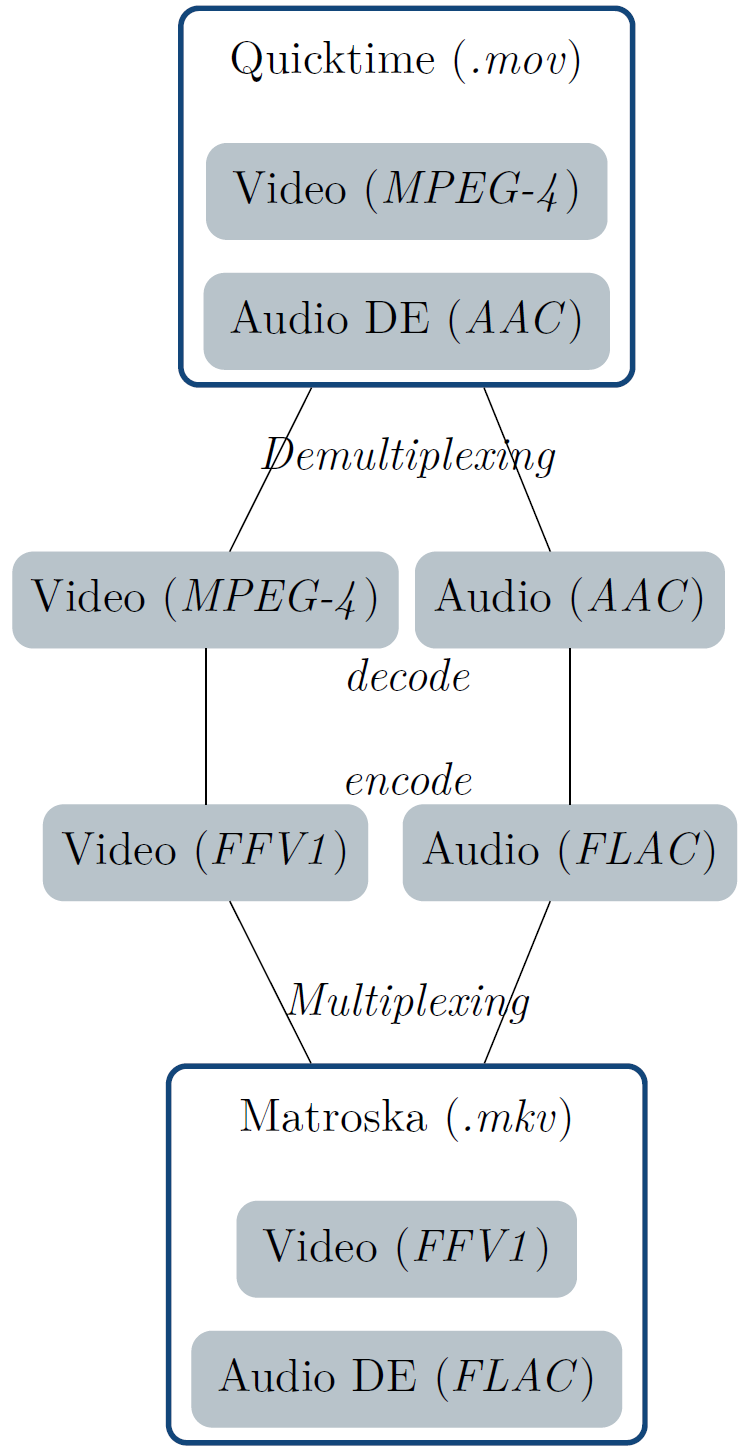 Quicktime (.mov)
Video (MPEG-4)
Audio DE (AAC)
Demultiplexing
Video (MPEG-4) Audio (AAC)
decode
encode
Video (FFV1) Audio (FLAC)
Multiplexing
Matroska (.mkv)
Video (FFV1)
Audio DE (FLAC)